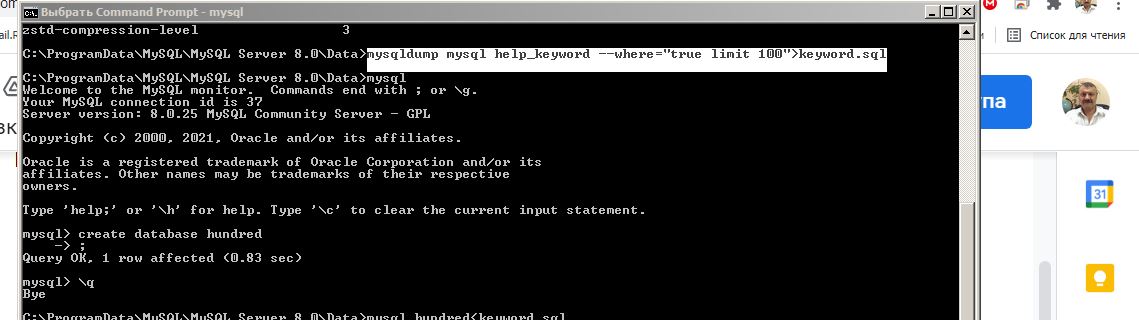 Выбрать Command Prompt - mysql
zstd-compression-level 3
C:\ProgramData\MySQL\MySQL Server 8.0\Data>mysqldump mysql help_keyword --where="true limit 100">keyword.sql
C:\ProgramData\MySQL\MySQL Server 8.0\Data>mysql
Welcome to the MySQL monitor. Commands end with ; or \g.
Your MySQL connection id is 37
Server version: 8.0.25 MySQL Community Server - GPL
Copyright (c) 2000, 2021, Oracle and/or its affiliates.
Oracle is a registered trademark of Oracle Corporation and/or its
affiliates. Other names may be trademarks of their respective
owners.
Type 'help;' or '\h' for help. Type '\c' to clear the current input statement.
mysql> create database hundred
-> ;
Query OK, 1 row affected (0.83 sec)
mysql> \q
Bye
C:\ProgramData\MySQL\MySQL Server 8.0\Data>mysql hundred<keyword.sql
Список для чтения
31